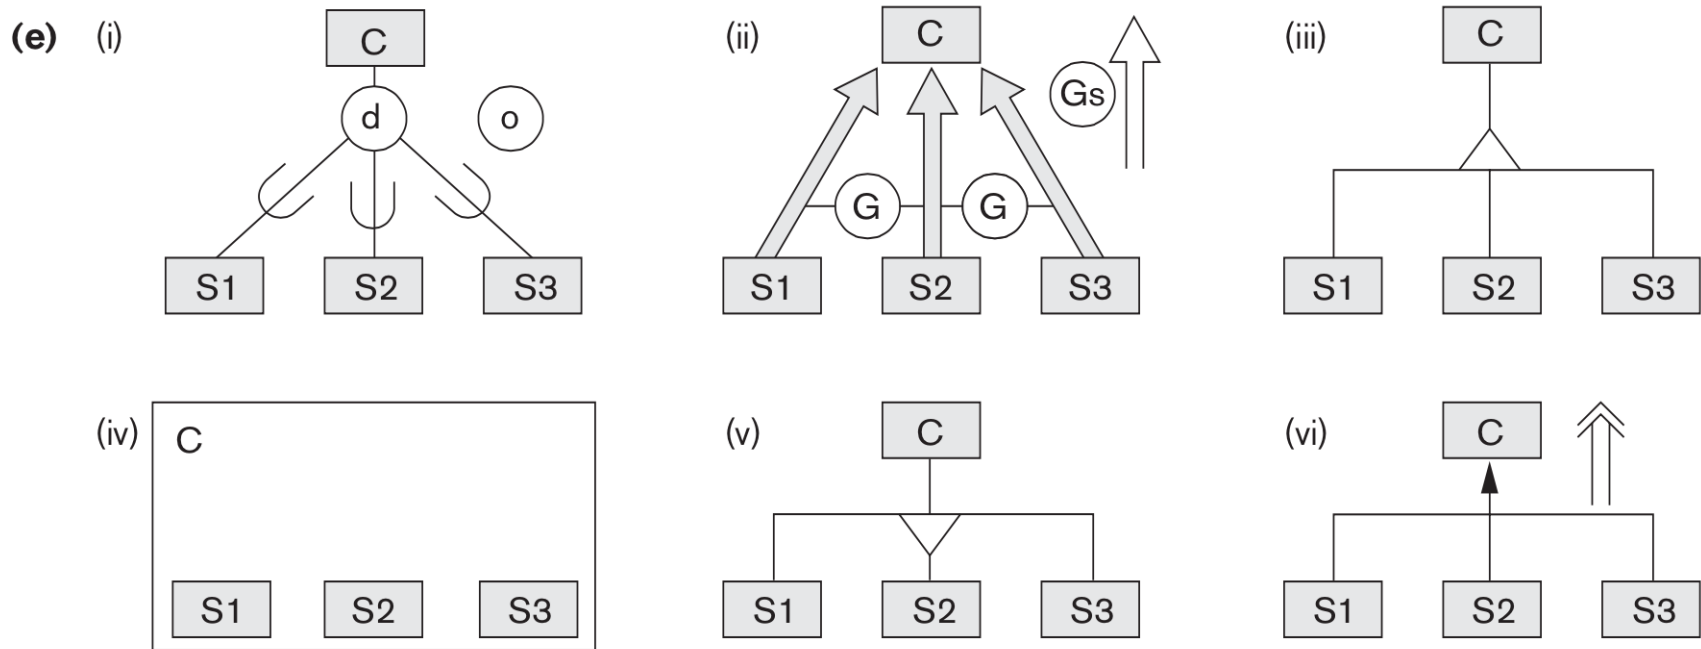 (e) (i) C (ii) C (iii) C
d o Gs
G G
S1 S2 S3 S1 S2 S3 S1 S2 S3
(iv) C (v) C (vi) C
S1 S2 S3 S1 S2 S3 S1 S2 S3